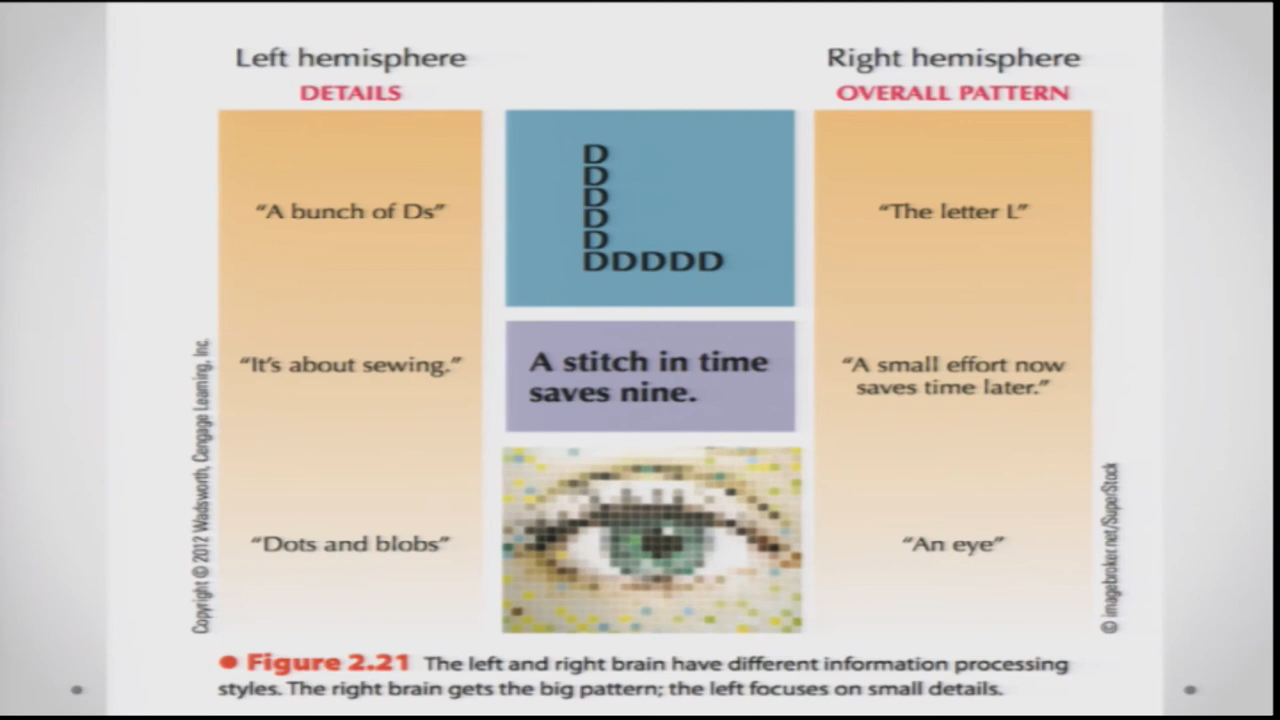 Left hemisphere
DETAILS
Right hemisphere
OVERALL PATTERN
“A bunch of Ds”
D
D
D
D
D
DDDDD
“The letter L”
“It’s about sewing.”
A stitch in time
saves nine.
“A small effort now
saves time later.”
“Dots and blobs”
“An eye”
Copyright © 2012 Wadsworth, Cengage Learning, Inc.
© imagebroker.net/SuperStock
● Figure 2.21 The left and right brain have different information processing
styles. The right brain gets the big pattern; the left focuses on small details.